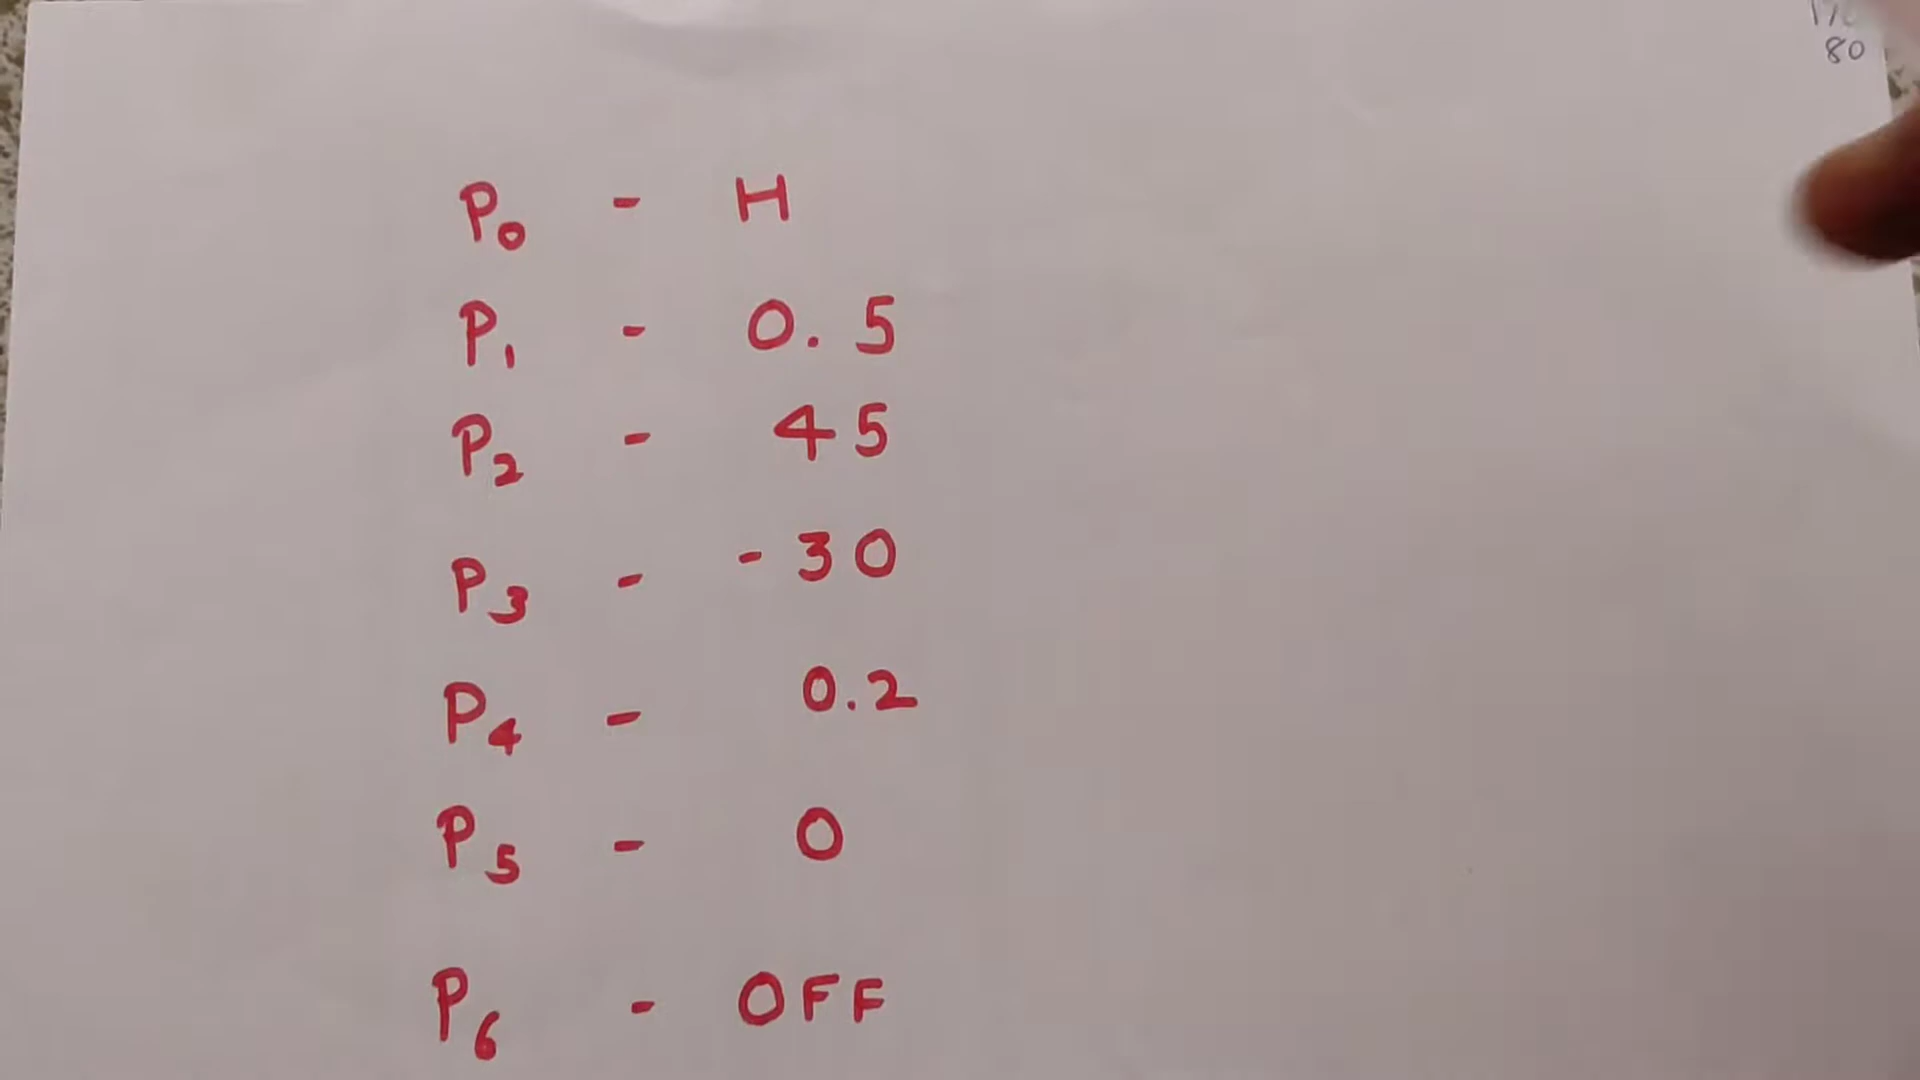 80
P0 - H
P1 - 0.5
P2 - 45
P3 - -30
P4 - 0.2
P5 - 0
P6 - OFF